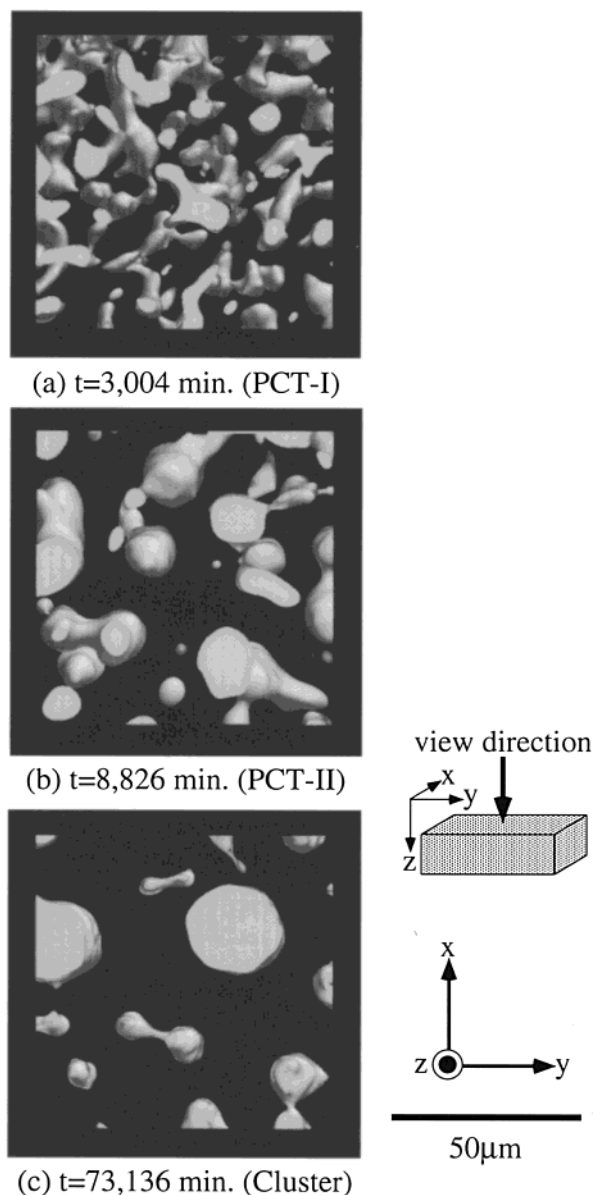 (a) t=3,004 min. (PCT-I)
(b) t=8,826 min. (PCT-II)
view direction
x
y
z
x
z
y
50μm
(c) t=73,136 min. (Cluster)